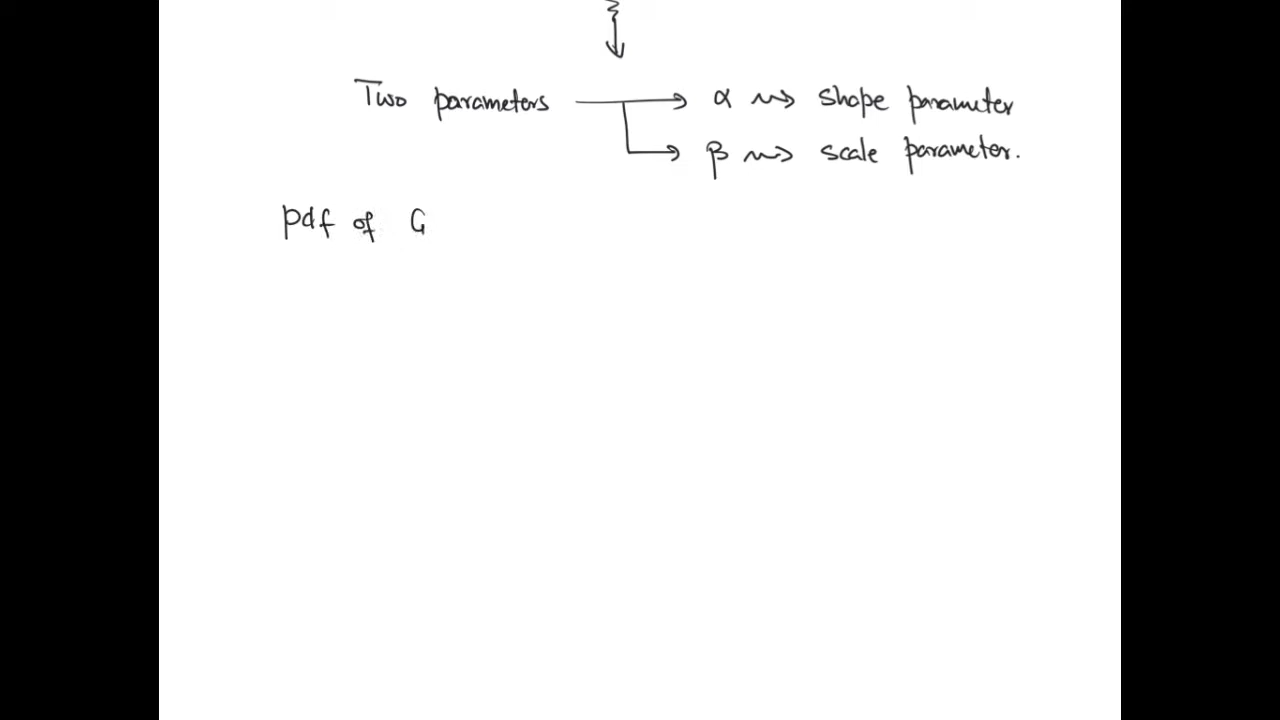 Two parameters → α ⇝ shape parameter
β ⇝ scale parameter.
pdf of G